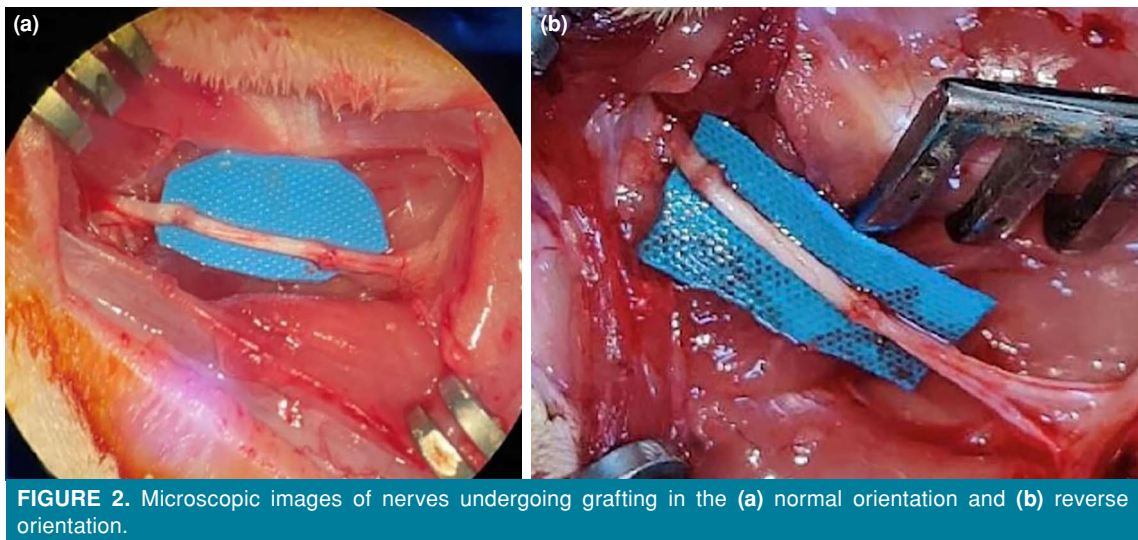 (a)
(b)
FIGURE 2. Microscopic images of nerves undergoing grafting in the (a) normal orientation and (b) reverse
orientation.